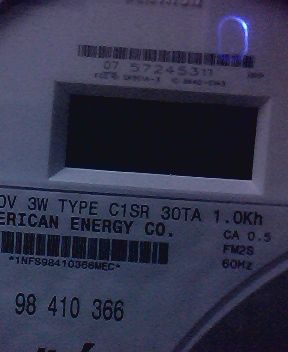 07 57245311
0V 3W TYPE C1SR 30TA 1.0Kh
ERICAN ENERGY CO.
CA 0.5
FM2S
60Hz
*1NFS98410366MEC*
98 410 366